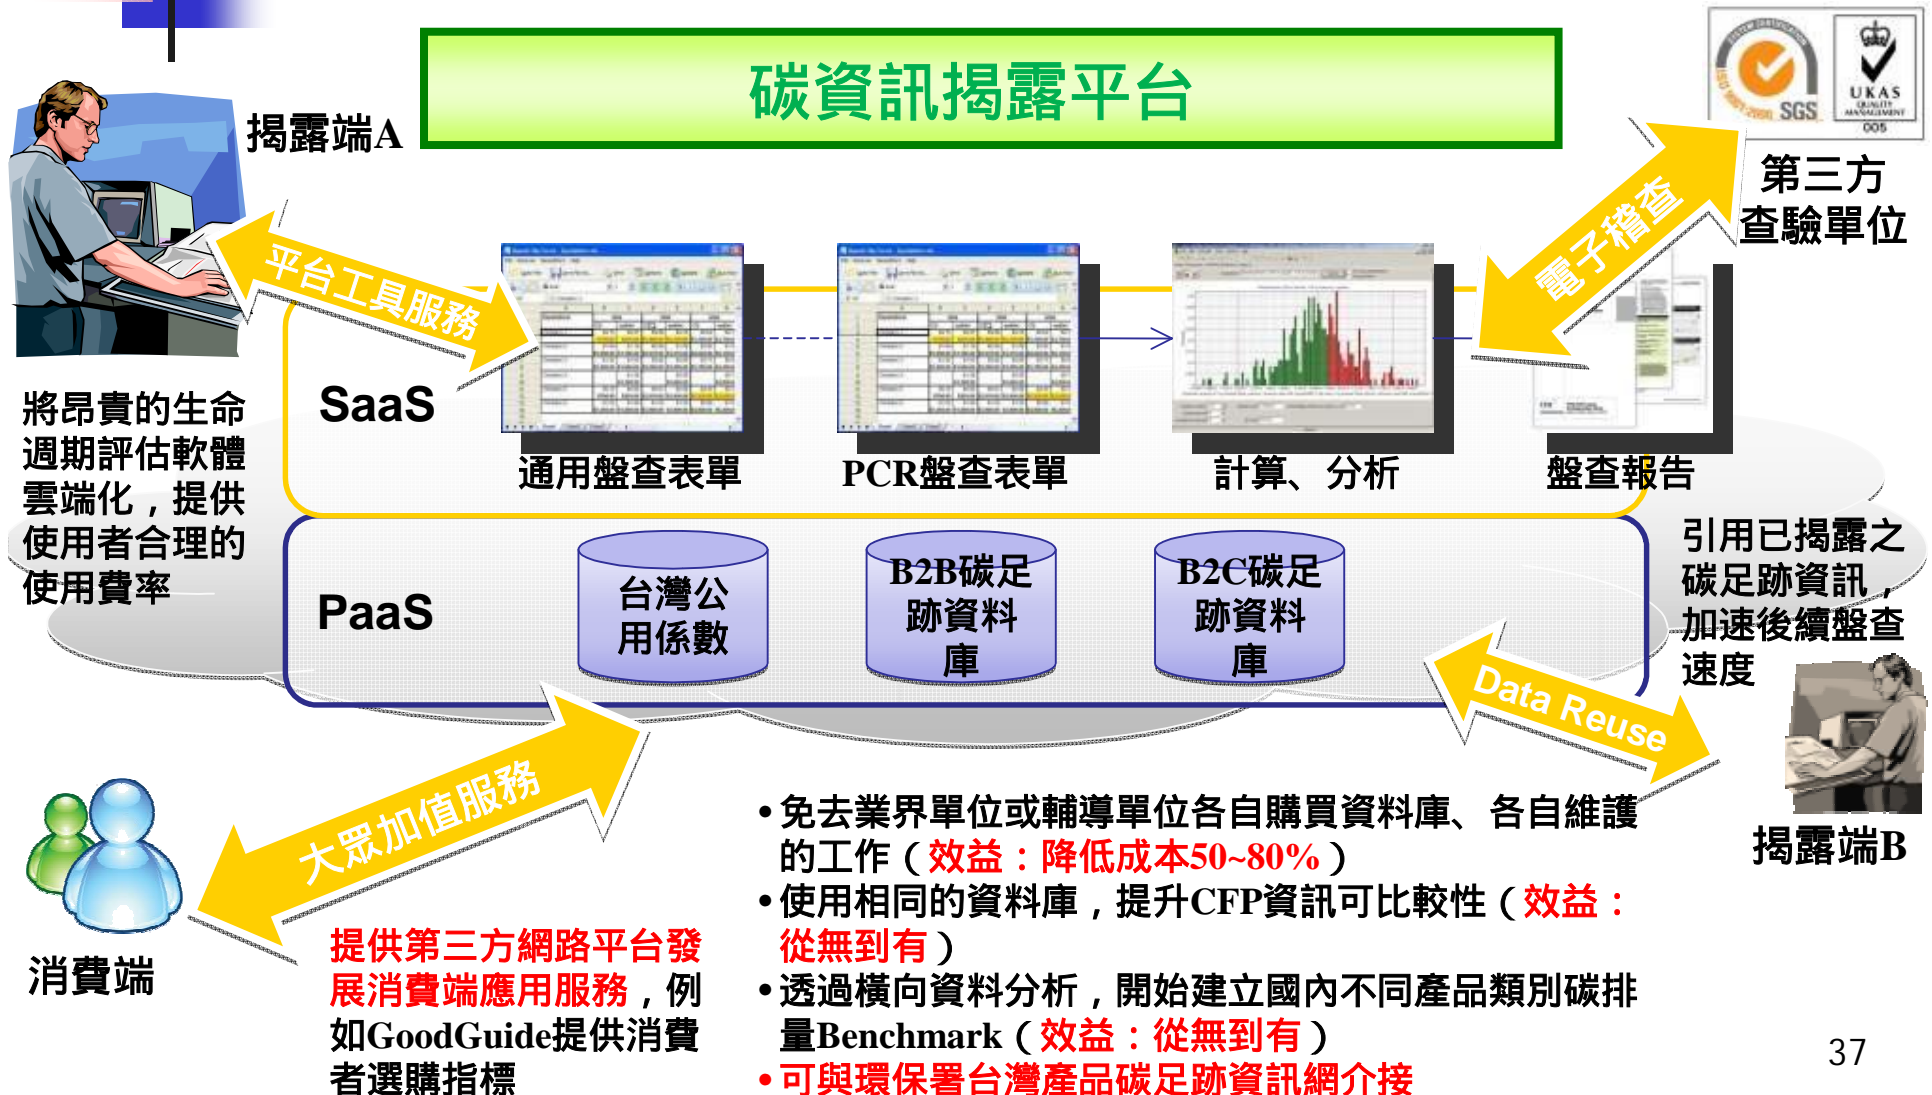 碳資訊揭露平台
揭露端A
SGS
UKAS
QUALITY
MANAGEMENT
005
第三方
查驗單位
平台工具服務
電子稽查
將昂貴的生命
週期評估軟體
雲端化，提供
使用者合理的
使用費率
SaaS
通用盤查表單
PCR盤查表單
計算、分析
盤查報告
PaaS
台灣公
用係數
B2B碳足
跡資料
庫
B2C碳足
跡資料
庫
引用已揭露之
碳足跡資訊，
加速後續盤查
速度
Data Reuse
揭露端B
大眾加值服務
消費端
提供第三方網路平台發
展消費端應用服務，例
如GoodGuide提供消費
者選購指標
•免去業界單位或輔導單位各自購買資料庫、各自維護
的工作（效益：降低成本50~80%）
•使用相同的資料庫，提升CFP資訊可比較性（效益：
從無到有）
•透過橫向資料分析，開始建立國內不同產品類別碳排
量Benchmark（效益：從無到有）
•可與環保署台灣產品碳足跡資訊網介接
37